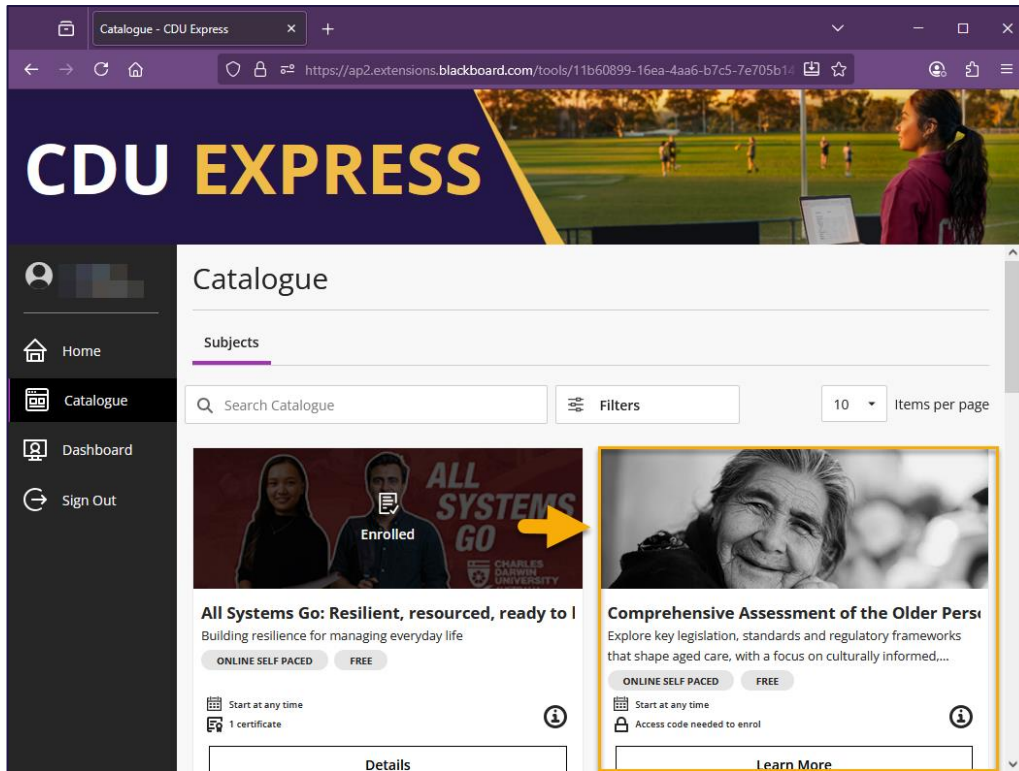 Catalogue - CDU Express
https://ap2.extensions.blackboard.com/tools/11b60899-16ea-4aa6-b7c5-7e705b14
CDU EXPRESS
Catalogue
Home
Catalogue
Dashboard
Sign Out
Subjects
Search Catalogue
Filters
10
Items per page
ALL
SYSTEMS
GO
Enrolled
CHARLES
DARWIN
UNIVERSITY
All Systems Go: Resilient, resourced, ready to
Building resilience for managing everyday life
ONLINE SELF PACED
FREE
Start at any time
1 certificate
Details
Comprehensive Assessment of the Older
Explore key legislation, standards and regulatory frameworks
that shape aged care, with a focus on culturally informed,...
ONLINE SELF PACED
FREE
Start at any time
Access code needed to enrol
Learn More